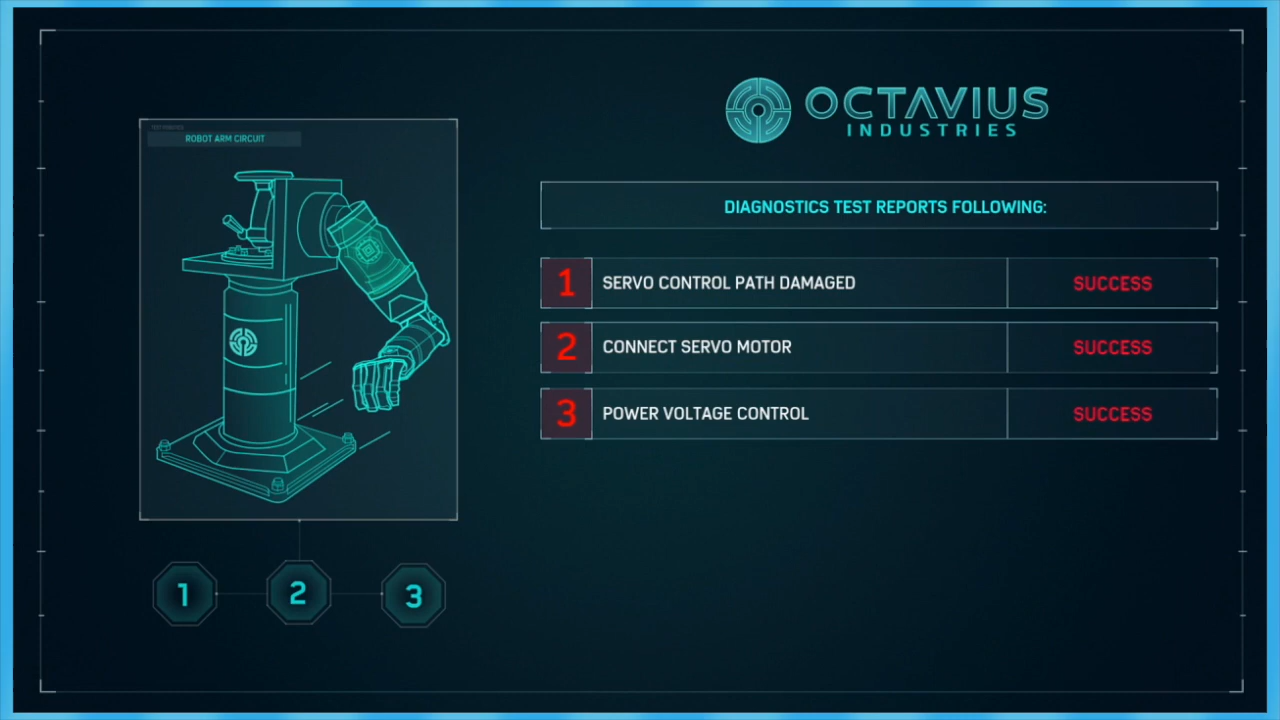 OCTAVIUS
INDUSTRIES
ROBOT ARM CIRCUIT
DIAGNOSTICS TEST REPORTS FOLLOWING:
1 SERVO CONTROL PATH DAMAGED SUCCESS
2 CONNECT SERVO MOTOR SUCCESS
3 POWER VOLTAGE CONTROL SUCCESS
1 2 3